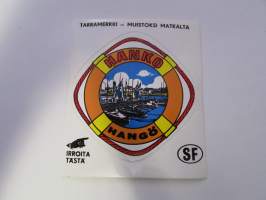 TARRAMERKKI – MUISTOKSI MATKALTA
HANKO
HANGÖ
IRROITA
TÄSTÄ
SF